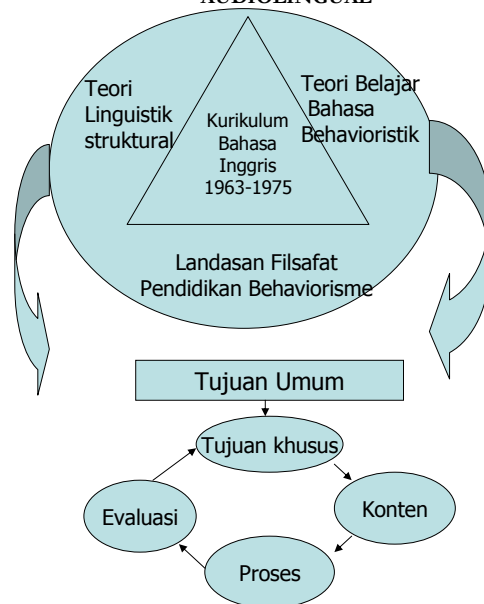 AUDIOLINGUAL
Teori
Linguistik
struktural
Kurikulum
Bahasa
Inggris
1963-1975
Teori Belajar
Bahasa
Behavioristik
Landasan Filsafat
Pendidikan Behaviorisme
Tujuan Umum
Tujuan khusus
Evaluasi
Konten
Proses